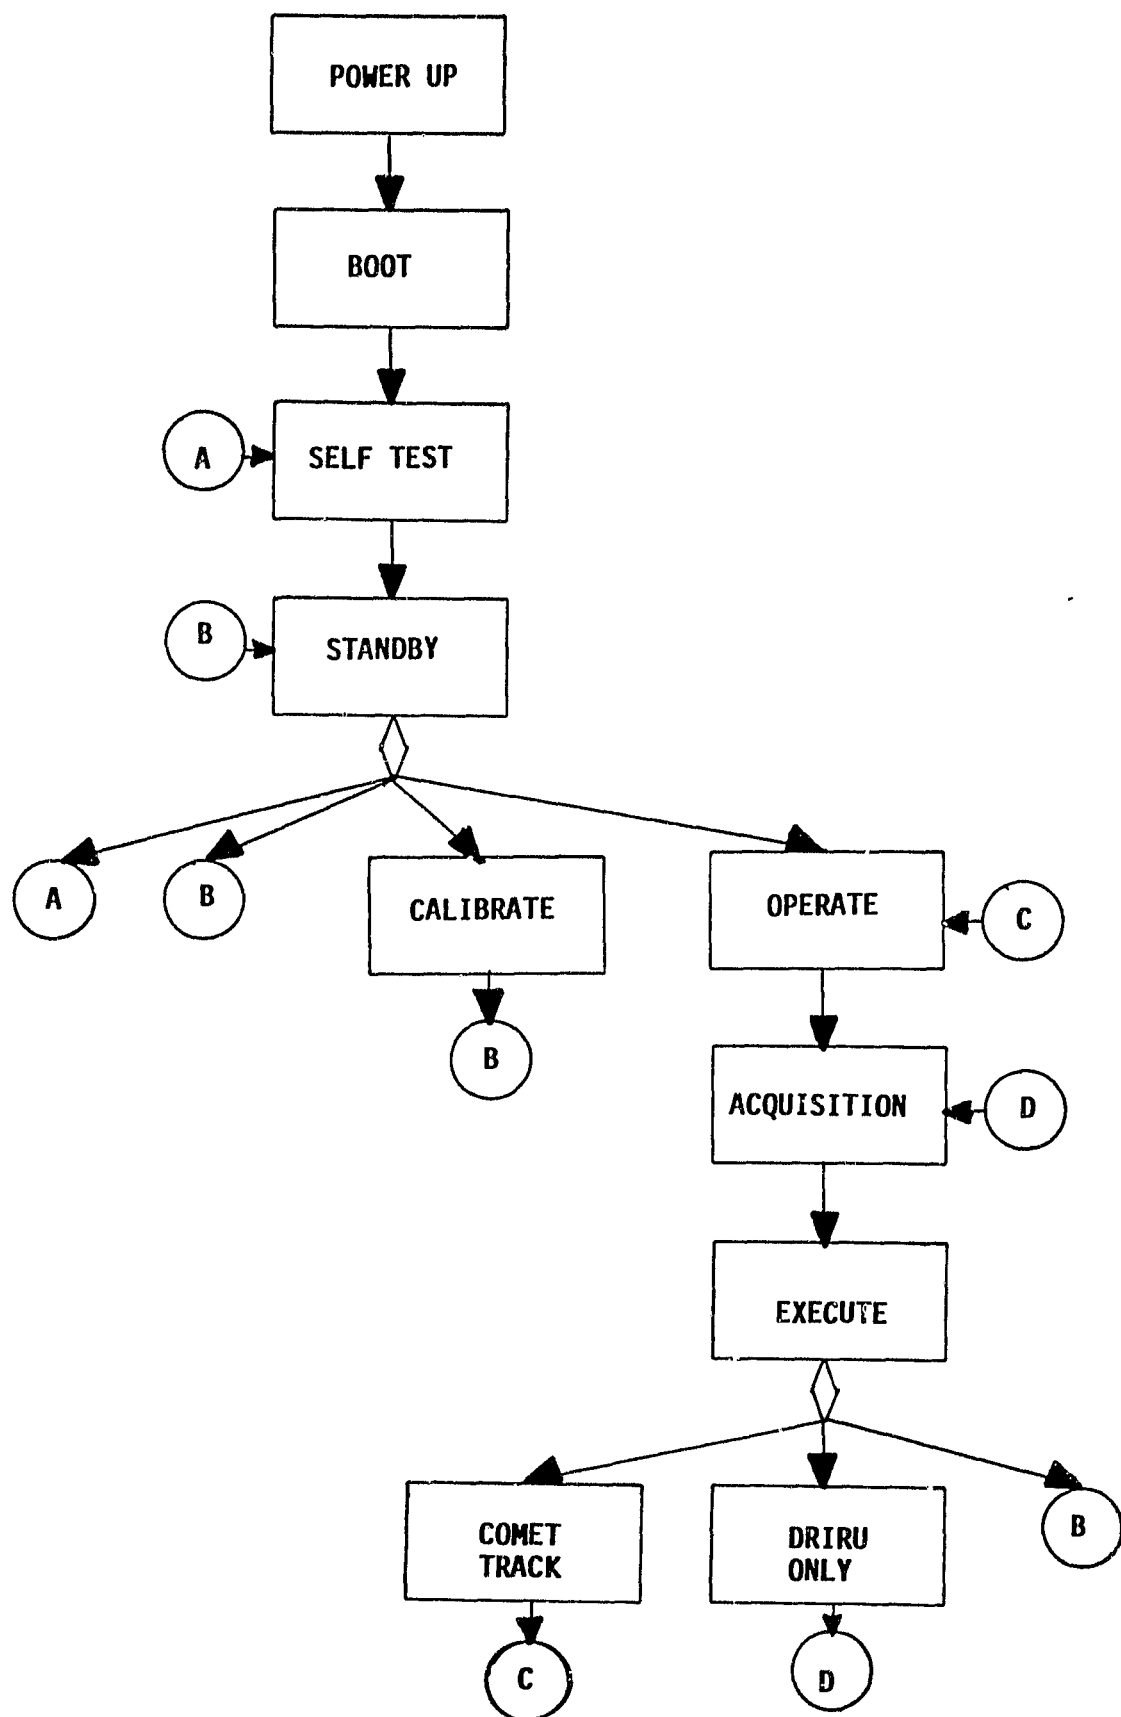 POWER UP
BOOT
A
SELF TEST
B
STANDBY
A
B
CALIBRATE
OPERATE
C
B
ACQUISITION
D
EXECUTE
COMET
TRACK
DRIRU
ONLY
B
C
D